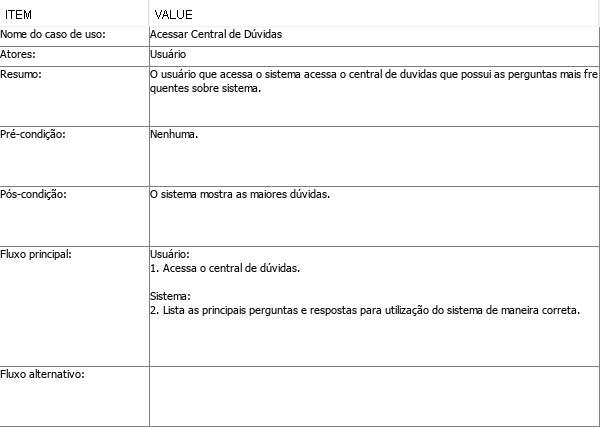 ITEM VALUE
Nome do caso de uso: Acessar Central de Dúvidas
Atores: Usuário
Resumo: O usuário que acessa o sistema acessa o central de duvidas que possui as perguntas mais fre
quentes sobre sistema.
Pré-condição: Nenhuma.
Pós-condição: O sistema mostra as maiores dúvidas.
Fluxo principal: Usuário:
1. Acessa o central de dúvidas.
Sistema:
2. Lista as principais perguntas e respostas para utilização do sistema de maneira correta.
Fluxo alternativo: